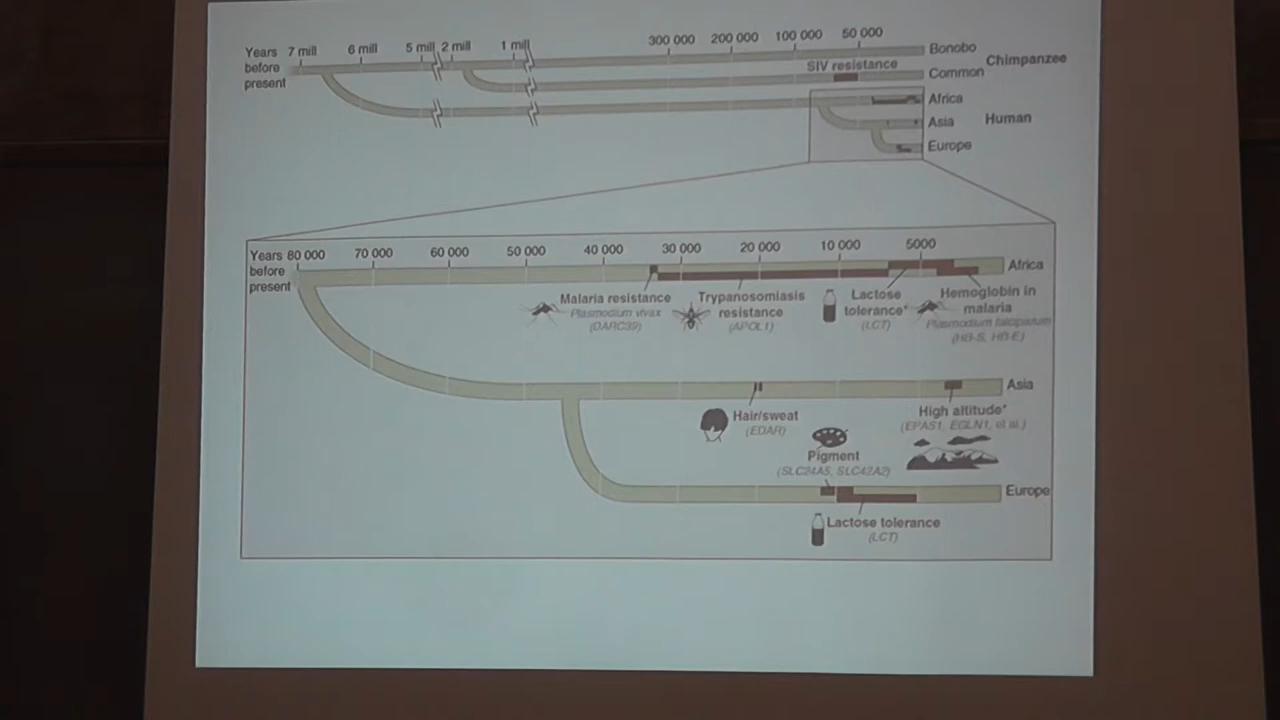 Years before present
7 mill 6 mill 5 mill 2 mill 1 mill 300 000 200 000 100 000 50 000
Bonobo
Chimpanzee
SIV resistance
Common
Africa
Asia
Human
Europe
Years before present
80 000 70 000 60 000 50 000 40 000 30 000 20 000 10 000 5000
Africa
Malaria resistance
Plasmodium vivax
(DARC39)
Trypanosomiasis
resistance
(APOL1)
Lactose
tolerance*
(LCT)
Hemoglobin in
malaria
Plasmodium falciparum
(HB-S, HB-E)
Asia
Hair/sweat
(EDAR)
High altitude*
(EPAS1, EGLN1, et al.)
Pigment
(SLC24A5, SLC42A2)
Europe
Lactose tolerance
(LCT)